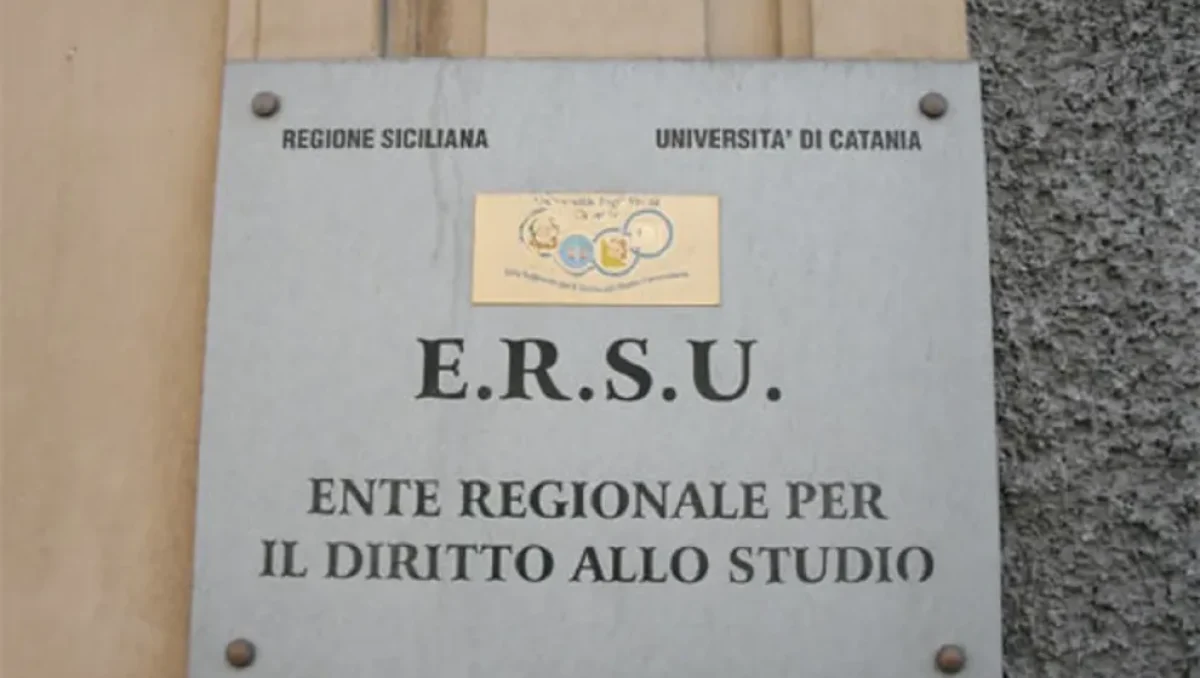 REGIONE SICILIANA UNIVERSITA' DI CATANIA
E.R.S.U.
ENTE REGIONALE PER
IL DIRITTO ALLO STUDIO